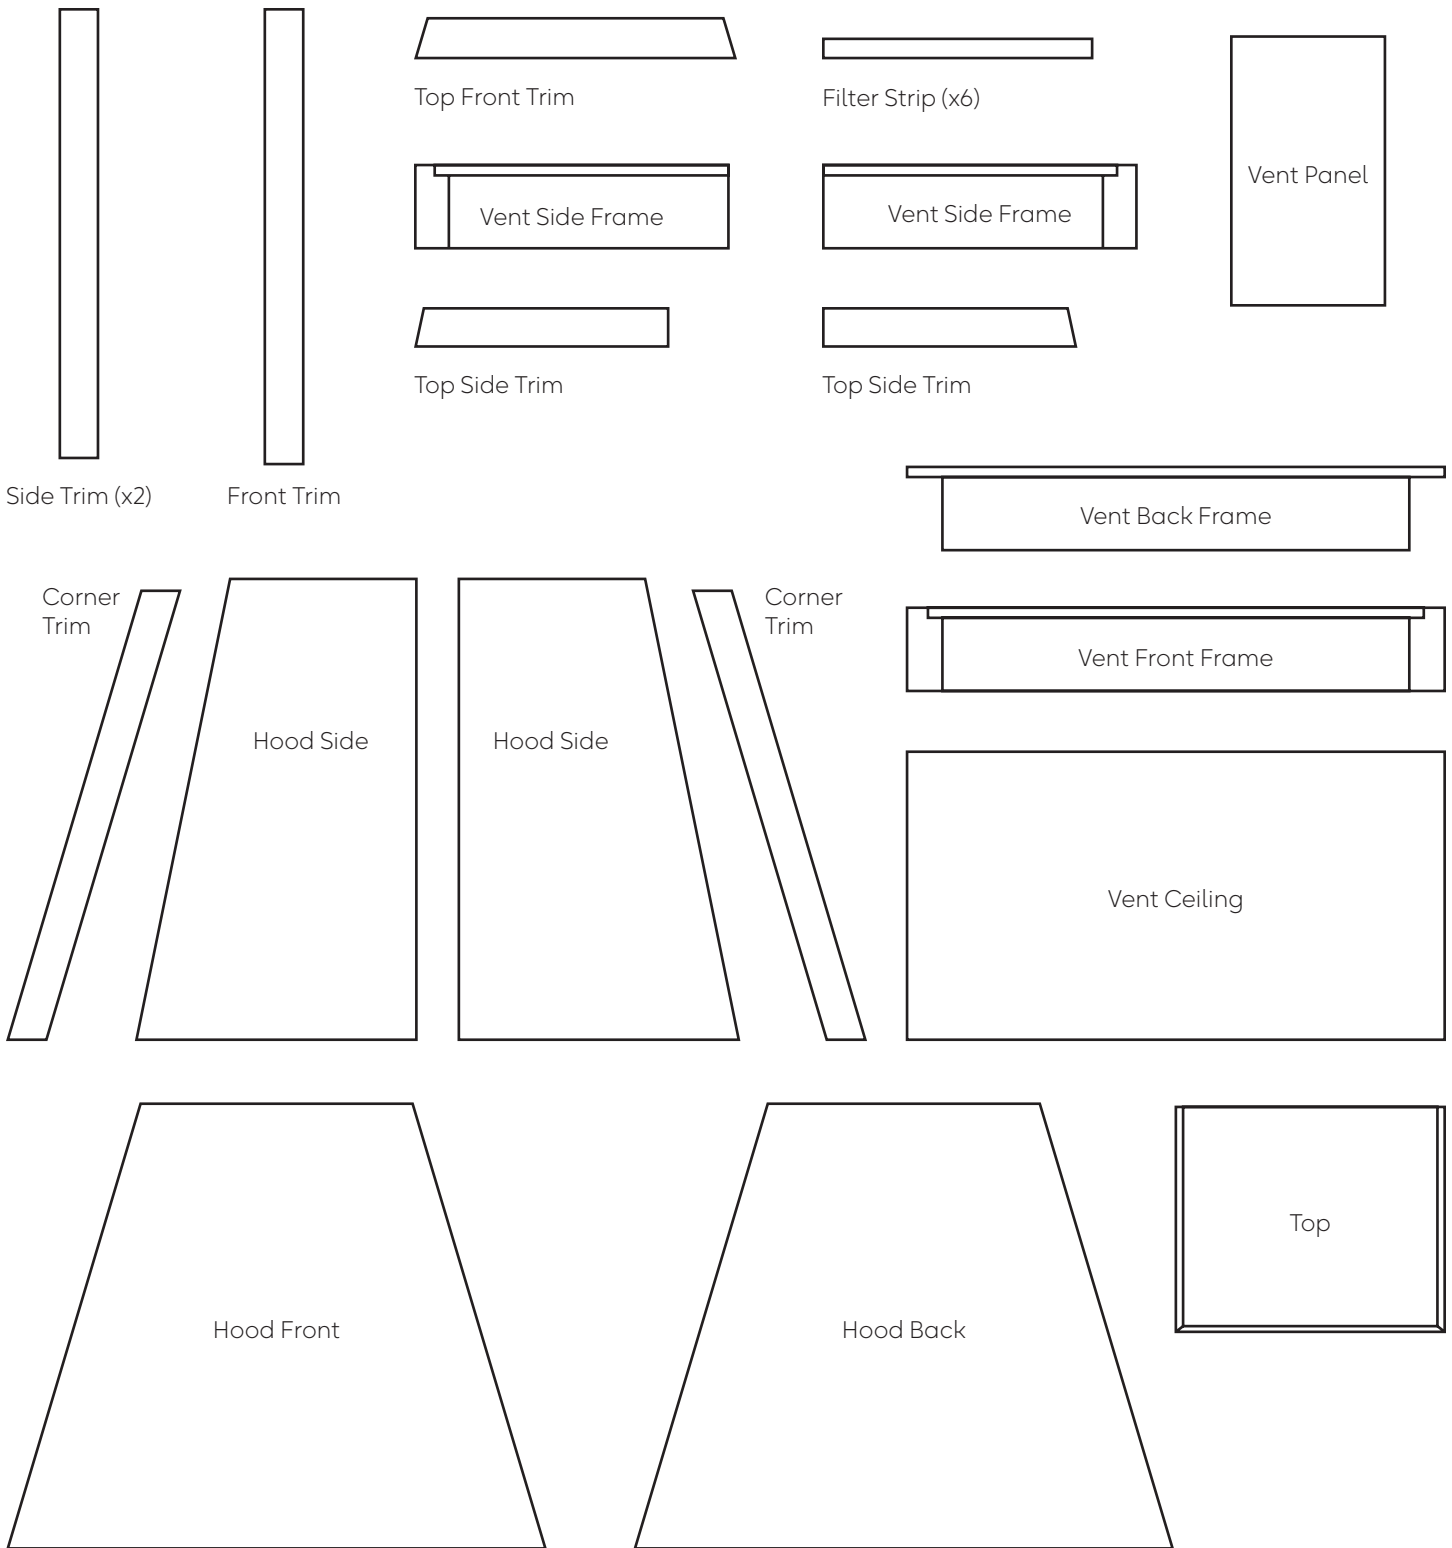 Top Front Trim
Filter Strip (x6)
Vent Panel
Vent Side Frame
Vent Side Frame
Top Side Trim
Top Side Trim
Side Trim (x2)
Front Trim
Vent Back Frame
Corner
Trim
Corner
Trim
Vent Front Frame
Hood Side
Hood Side
Vent Ceiling
Top
Hood Front
Hood Back